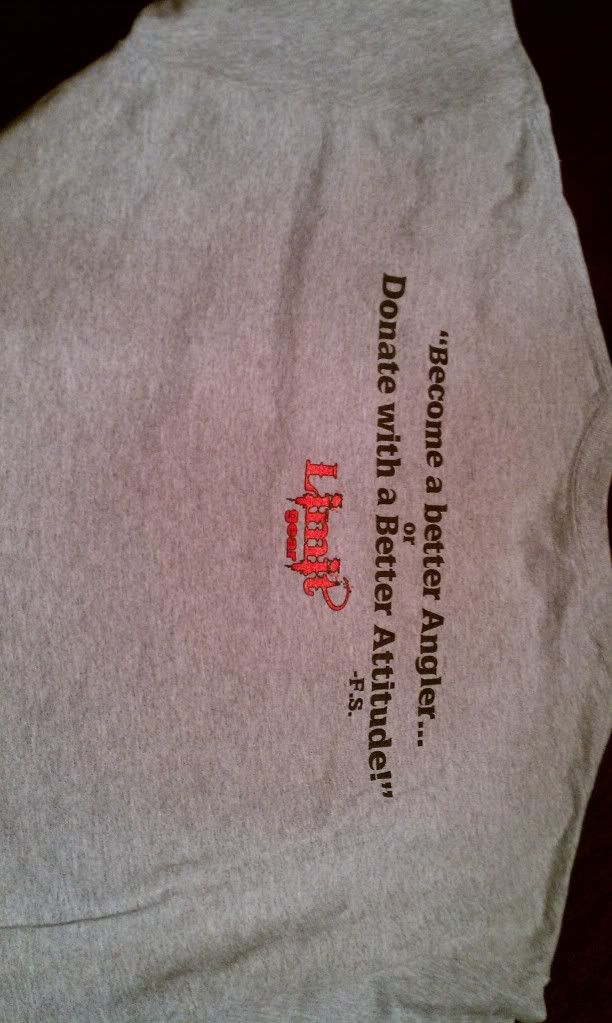 “Become a better Angler...
or
Donate with a Better Attitude!”
-F.S.
Limit
gear